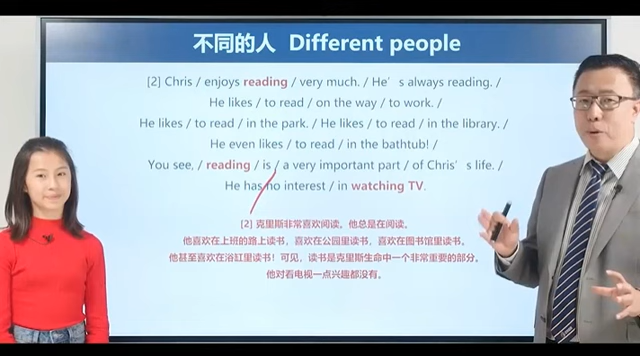 不同的人 Different people
[2] Chris / enjoys reading / very much. / He's always reading. /
He likes / to read / on the way / to work. /
He likes / to read / in the park. / He likes / to read / in the library. /
He even likes / to read / in the bathtub! /
You see, / reading / is / a very important part / of Chris's life. /
He has no interest / in watching TV.
[2] 克里斯非常喜欢阅读，他总是在阅读。
他喜欢在上班的路上读书，喜欢在公园里读书，喜欢在图书馆里读书。
他甚至喜欢在浴缸里读书！可见，读书是克里斯生命中一个非常重要的部分。
他对看电视一点兴趣都没有。